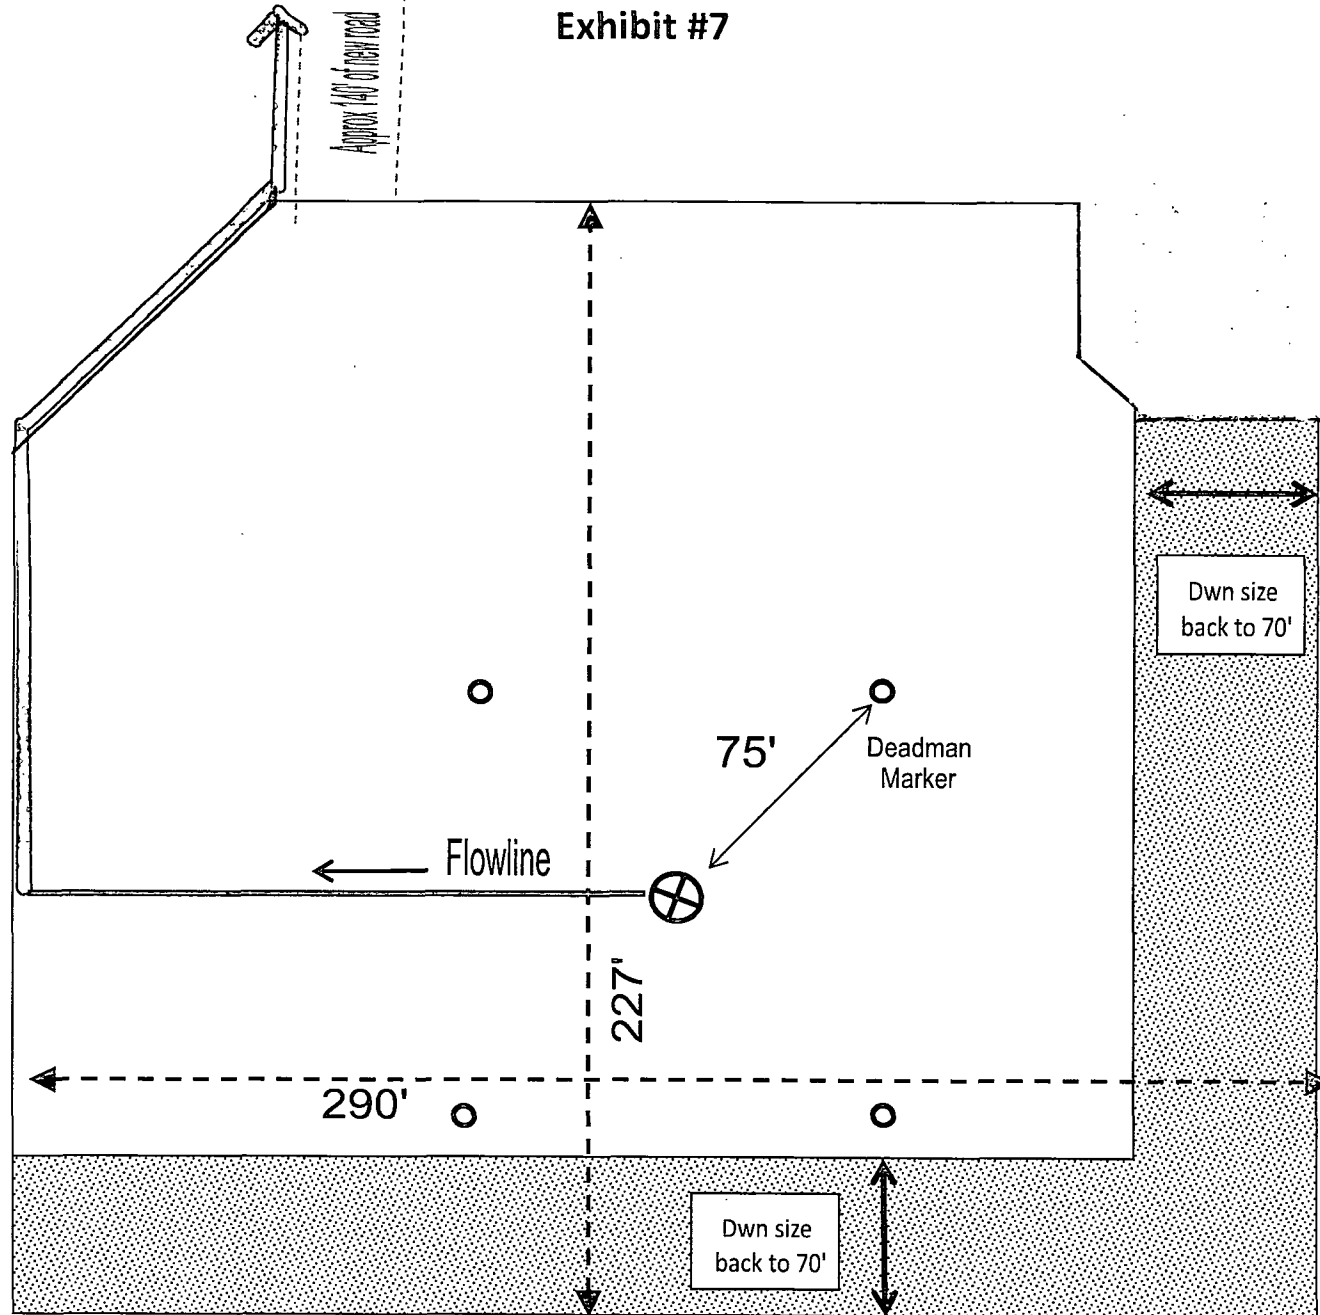 Exhibit #7
Approx 140' of new road
Dwn size
back to 70'
75'
Deadman
Marker
Flowline
227'
290'
Dwn size
back to 70'